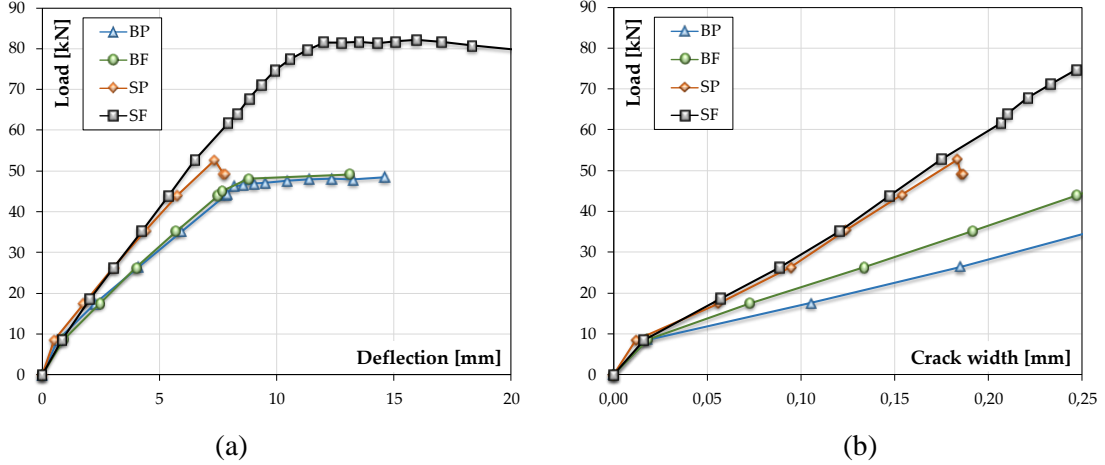 90
80
70
60
50
40
30
20
10
0
Load [kN]
BP
BF
SP
SF
Deflection [mm]
0 5 10 15 20
(a)
90
80
70
60
50
40
30
20
10
0
Load [kN]
BP
BF
SP
SF
Crack width [mm]
0,00 0,05 0,10 0,15 0,20 0,25
(b)